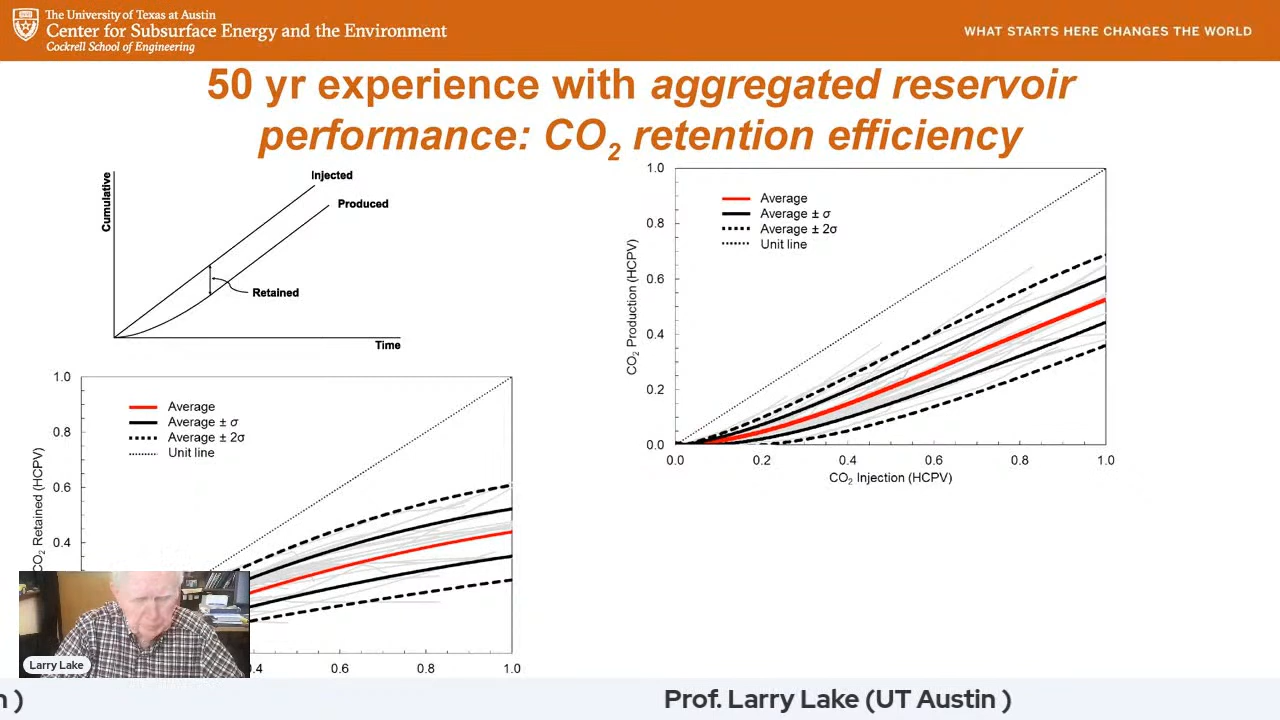 The University of Texas at Austin
Center for Subsurface Energy and the Environment
Cockrell School of Engineering
WHAT STARTS HERE CHANGES THE WORLD
50 yr experience with aggregated reservoir
performance: CO2 retention efficiency
Cumulative
Injected
Produced
Retained
Time
1.0
0.8
0.6
0.4
0.2
0.0
CO2 Production (HCPV)
Average
Average ± σ
Average ± 2σ
Unit line
0.0 0.2 0.4 0.6 0.8 1.0
CO2 Injection (HCPV)
1.0
0.8
0.6
0.4
CO2 Retained (HCPV)
Average
Average ± σ
Average ± 2σ
Unit line
.4 0.6 0.8 1.0
Larry Lake
n )
Prof. Larry Lake (UT Austin )